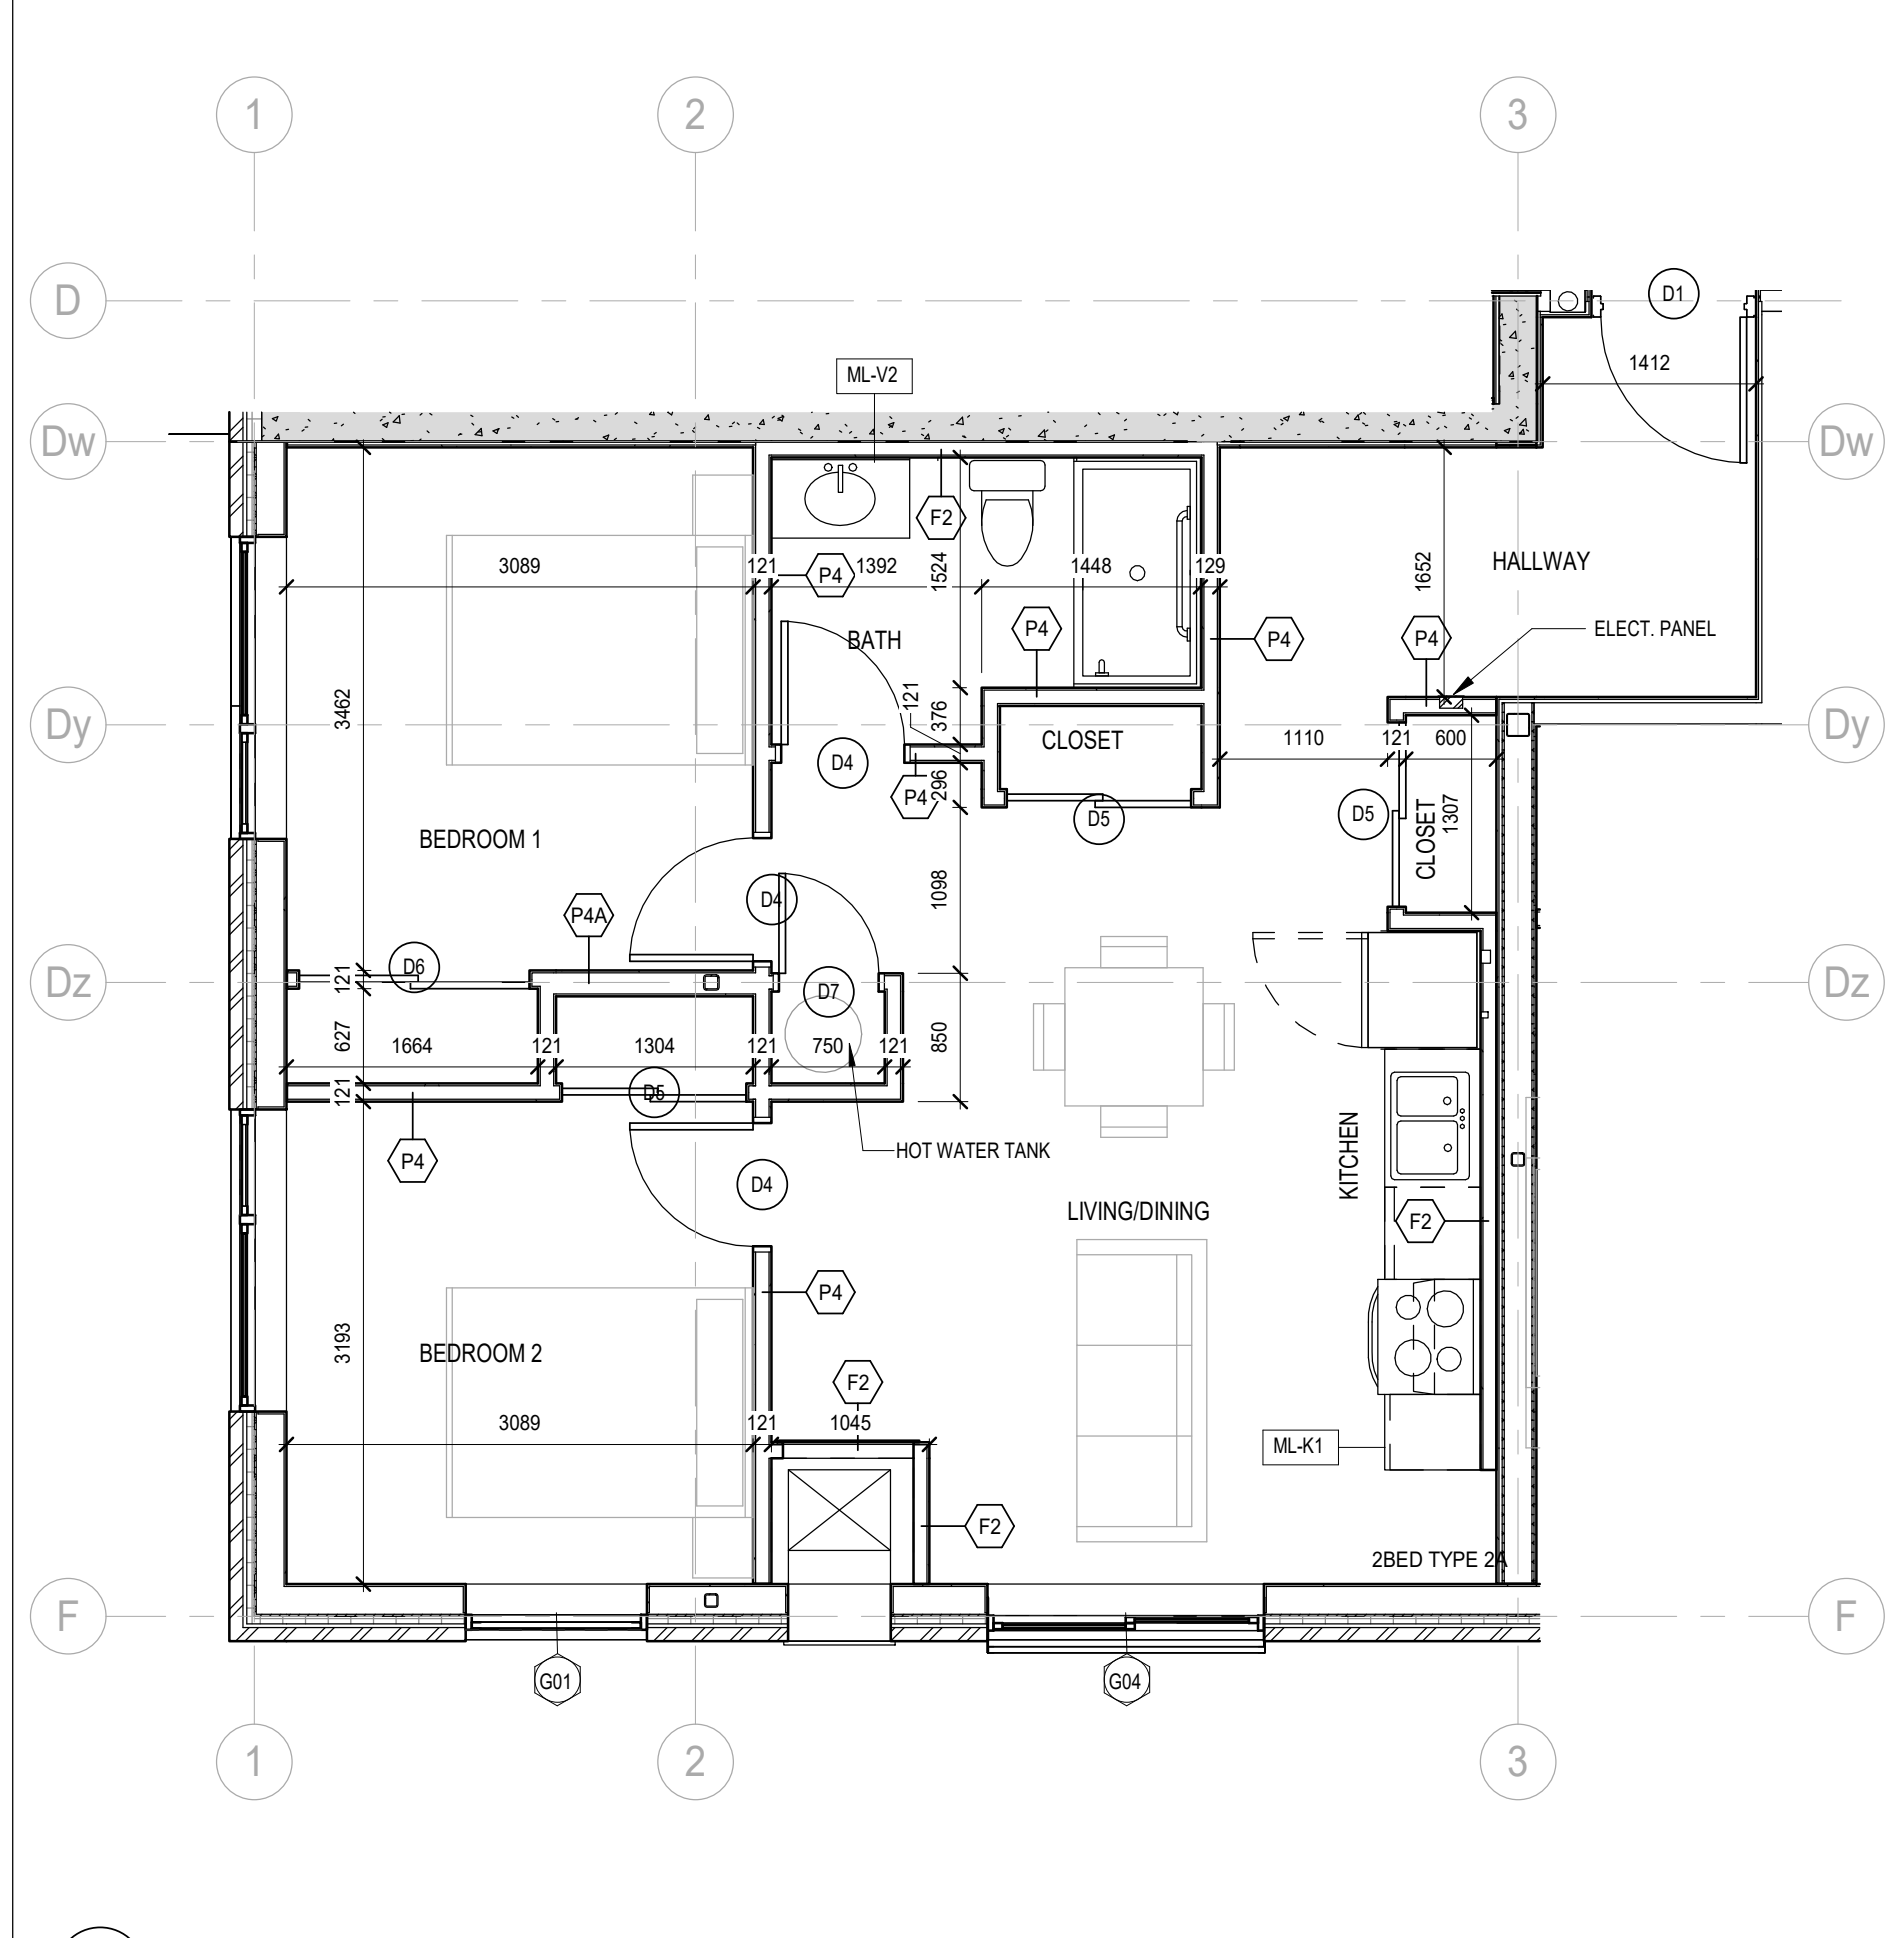 1
2
3
D
D1
1412
ML-V2
Dw
Dw
F2
3089
121
P4
1392
1524
1448
129
1652
HALLWAY
BATH
P4
P4
P4
ELECT. PANEL
3462
121
376
Dy
CLOSET
1110
121
600
Dy
D4
P4
296
D5
D5
CLOSET
1307
BEDROOM 1
D4
1098
P4A
D6
121
Dz
D7
Dz
627
1664
121
1304
121
750
121
850
121
D5
P4
HOT WATER TANK
D4
KITCHEN
LIVING/DINING
F2
P4
3193
BEDROOM 2
F2
3089
121
1045
ML-K1
F2
2BED TYPE 2A
F
F
G01
G04
1
2
3